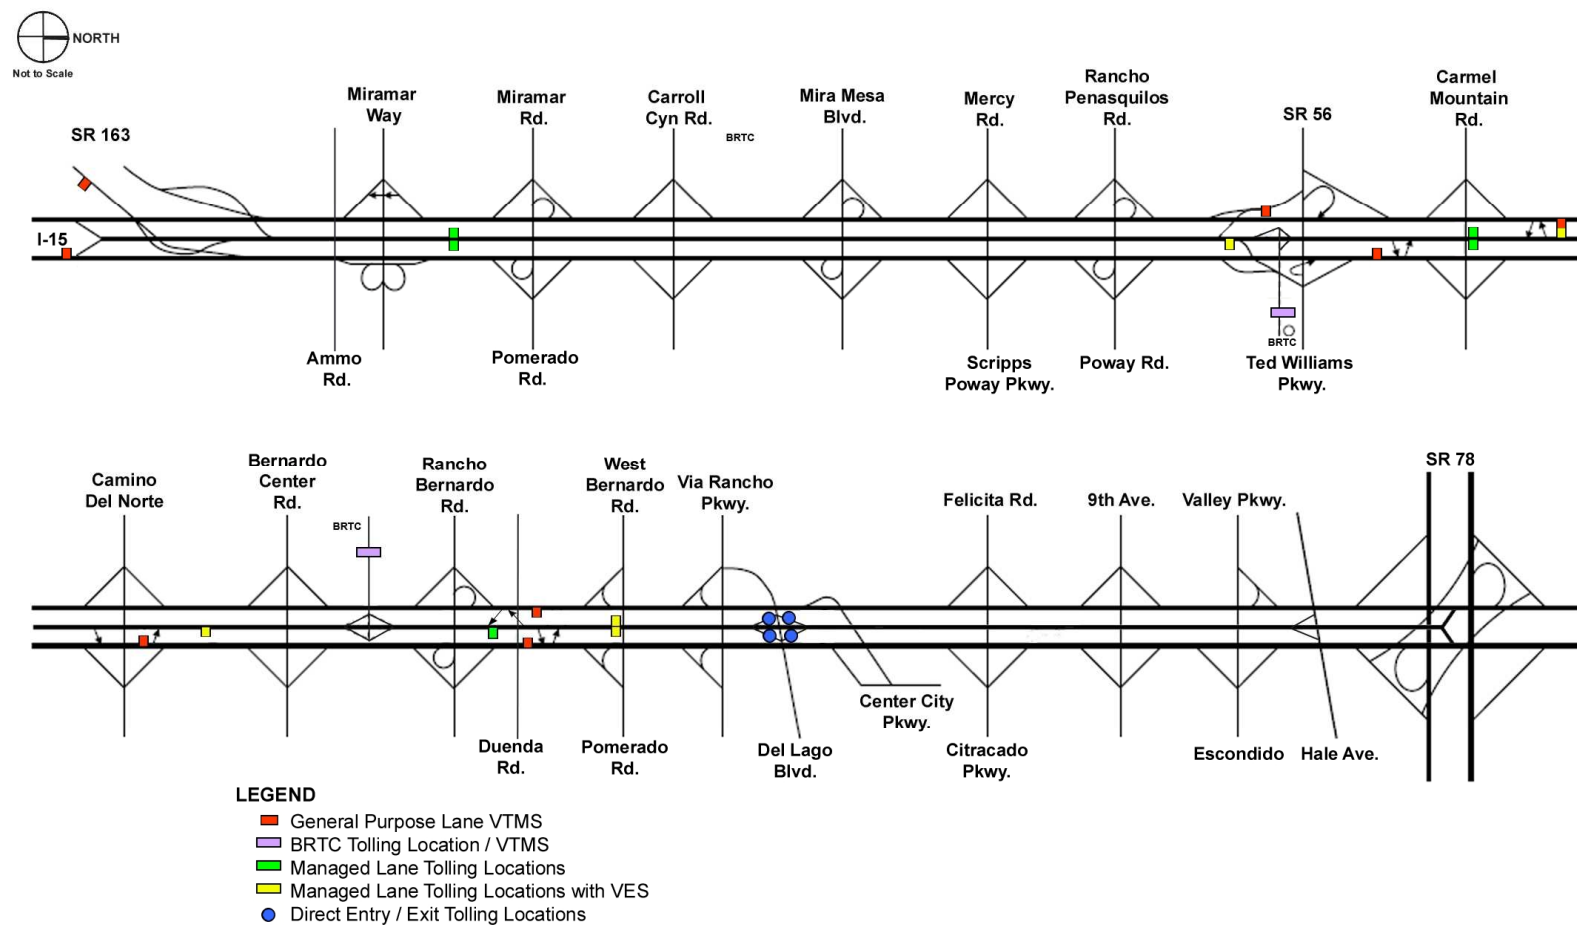 NORTH
Not to Scale
SR 163
Miramar
Way
Miramar
Rd.
Carroll
Cyn Rd.
BRTC
Mira Mesa
Blvd.
Mercy
Rd.
Rancho
Penasquilos
Rd.
SR 56
Carmel
Mountain
Rd.
I-15
Ammo
Rd.
Pomerado
Rd.
Scripps
Poway Pkwy.
Poway Rd.
BRTC
Ted Williams
Pkwy.
Camino
Del Norte
Bernardo
Center
Rd.
BRTC
Rancho
Bernardo
Rd.
West
Bernardo
Rd.
Via Rancho
Pkwy.
Felicita Rd.
9th Ave.
Valley Pkwy.
SR 78
Duenda
Rd.
Pomerado
Rd.
Del Lago
Blvd.
Center City
Pkwy.
Citracado
Pkwy.
Escondido
Hale Ave.
LEGEND
General Purpose Lane VTMS
BRTC Tolling Location / VTMS
Managed Lane Tolling Locations
Managed Lane Tolling Locations with VES
Direct Entry / Exit Tolling Locations